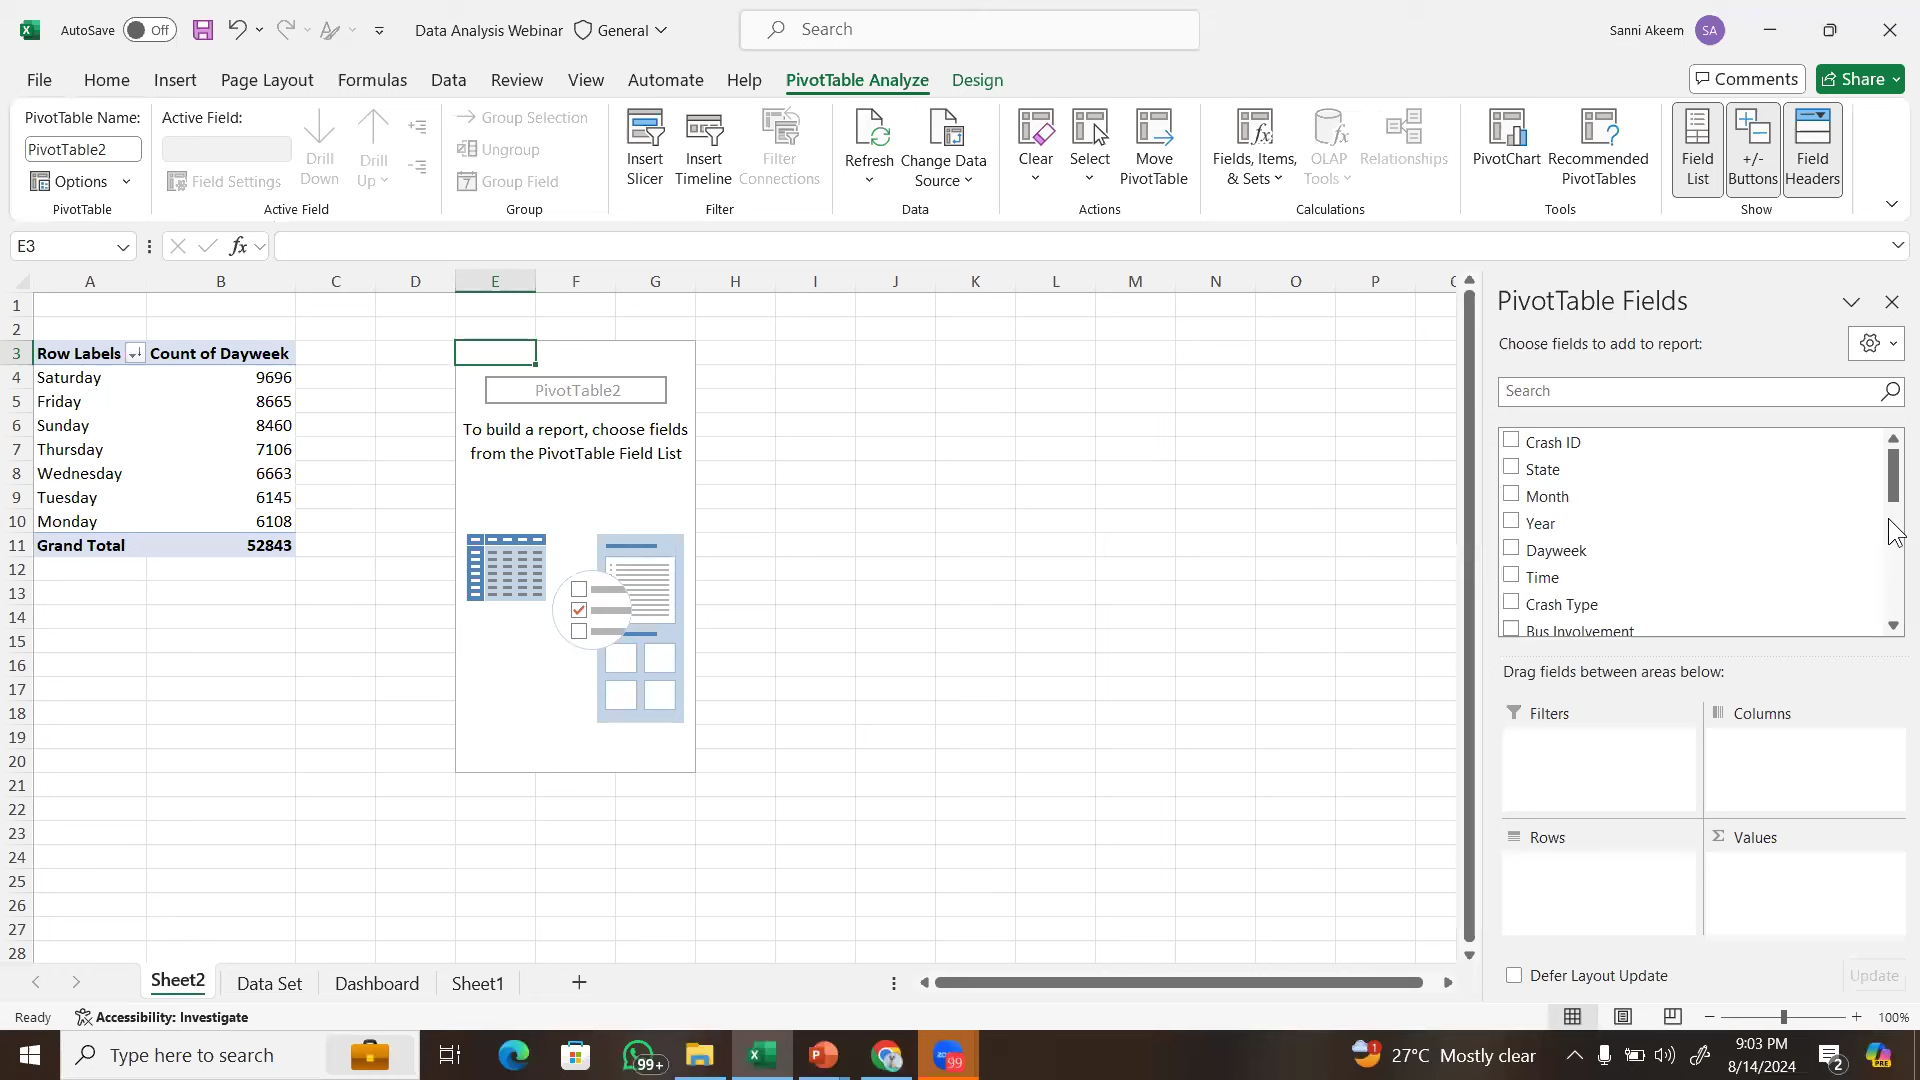 AutoSave Off Data Analysis Webinar General Search Sanni Akeem SA
File Home Insert Page Layout Formulas Data Review View Automate Help PivotTable Analyze Design Comments Share
PivotTable Name:
PivotTable2
Options
PivotTable
Active Field:
Field Settings
Drill Down
Drill Up
Active Field
Group Selection
Ungroup
Group Field
Group
Insert Slicer
Insert Timeline
Filter Connections
Filter
Refresh
Change Data Source
Data
Clear
Select
Move PivotTable
Actions
Fields, Items, & Sets
OLAP Tools
Relationships
Calculations
PivotChart
Recommended PivotTables
Tools
Field List
+/- Buttons
Field Headers
Show
E3 fx
A B C D E F G H I J K L M N O P
1
2
3 Row Labels Count of Dayweek
4 Saturday 9696
5 Friday 8665
6 Sunday 8460
7 Thursday 7106
8 Wednesday 6663
9 Tuesday 6145
10 Monday 6108
11 Grand Total 52843
12
13
14
15
16
17
18
19
20
21
22
23
24
25
26
27
28
PivotTable2
To build a report, choose fields
from the PivotTable Field List
PivotTable Fields
Choose fields to add to report:
Search
Crash ID
State
Month
Year
Dayweek
Time
Crash Type
Bus Involvement
Drag fields between areas below:
Filters
Columns
Rows
Σ Values
Defer Layout Update Update
Sheet2 Data Set Dashboard Sheet1
Ready Accessibility: Investigate 100%
Type here to search 99+ 99 27°C Mostly clear 9:03 PM
8/14/2024 2 PRE